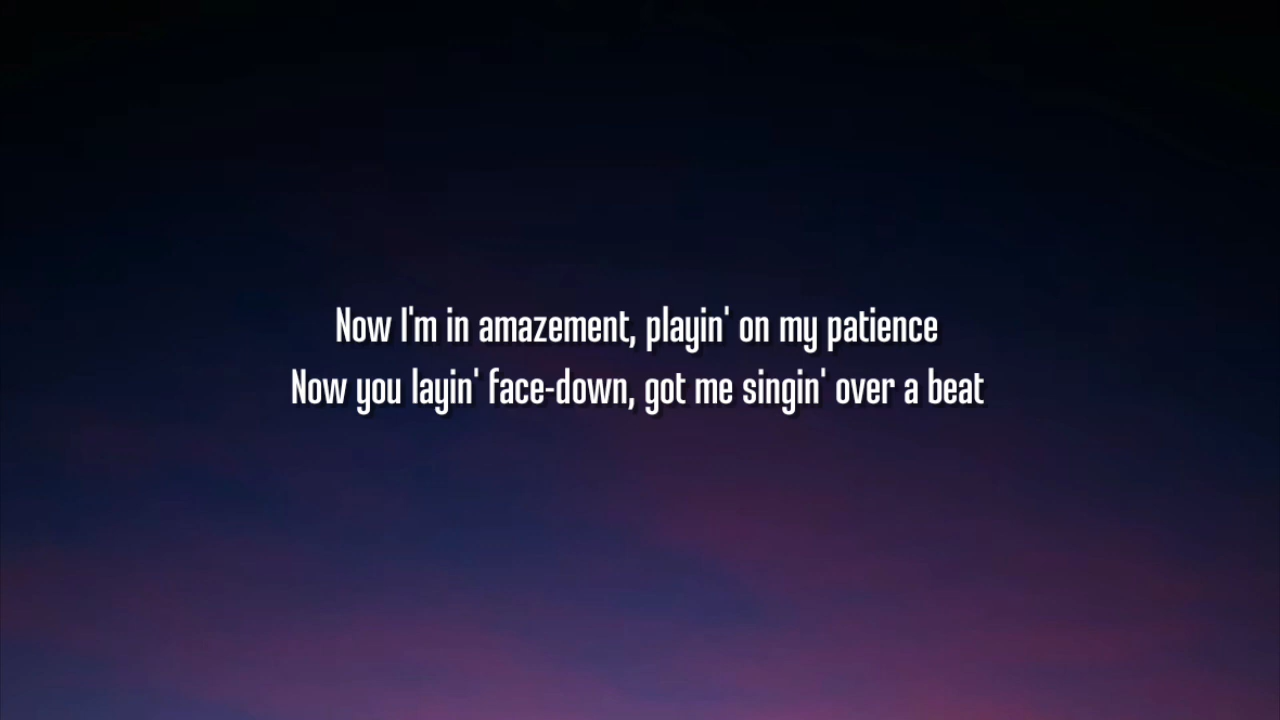 Now I'm in amazement, playin' on my patience
Now you layin' face-down, got me singin' over a beat